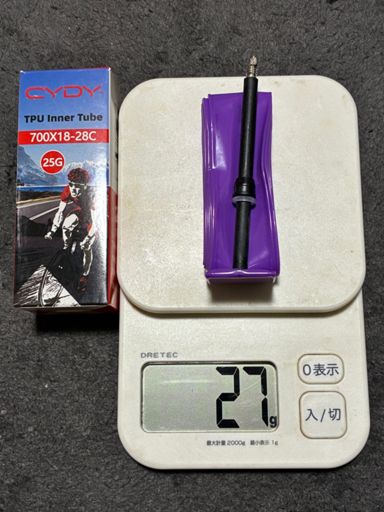 CYDY
TPU Inner Tube
700X18-28C
25G
DRETEC
0表示
27g
入/切
最大計量 2000g 最小表示 1g